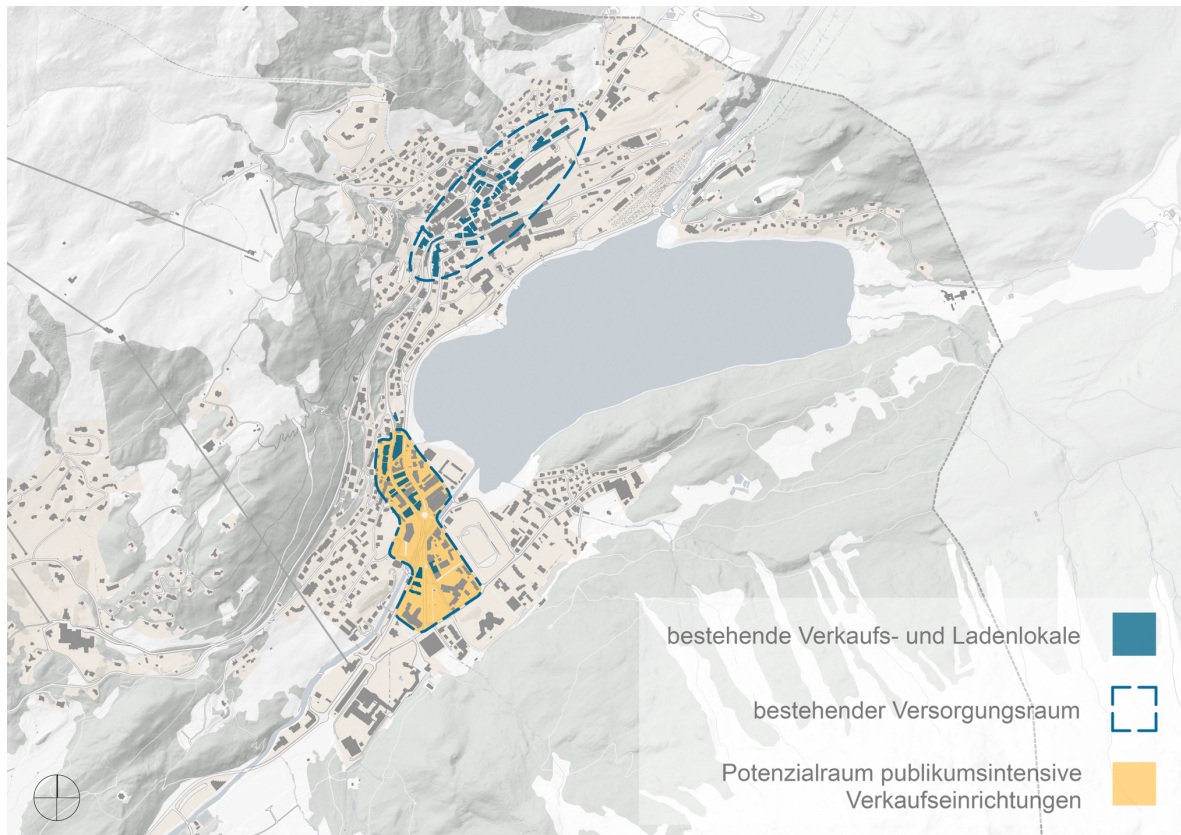 bestehende Verkaufs- und Ladenlokale
bestehender Versorgungsraum
Potenzialraum publikumsintensive
Verkaufseinrichtungen